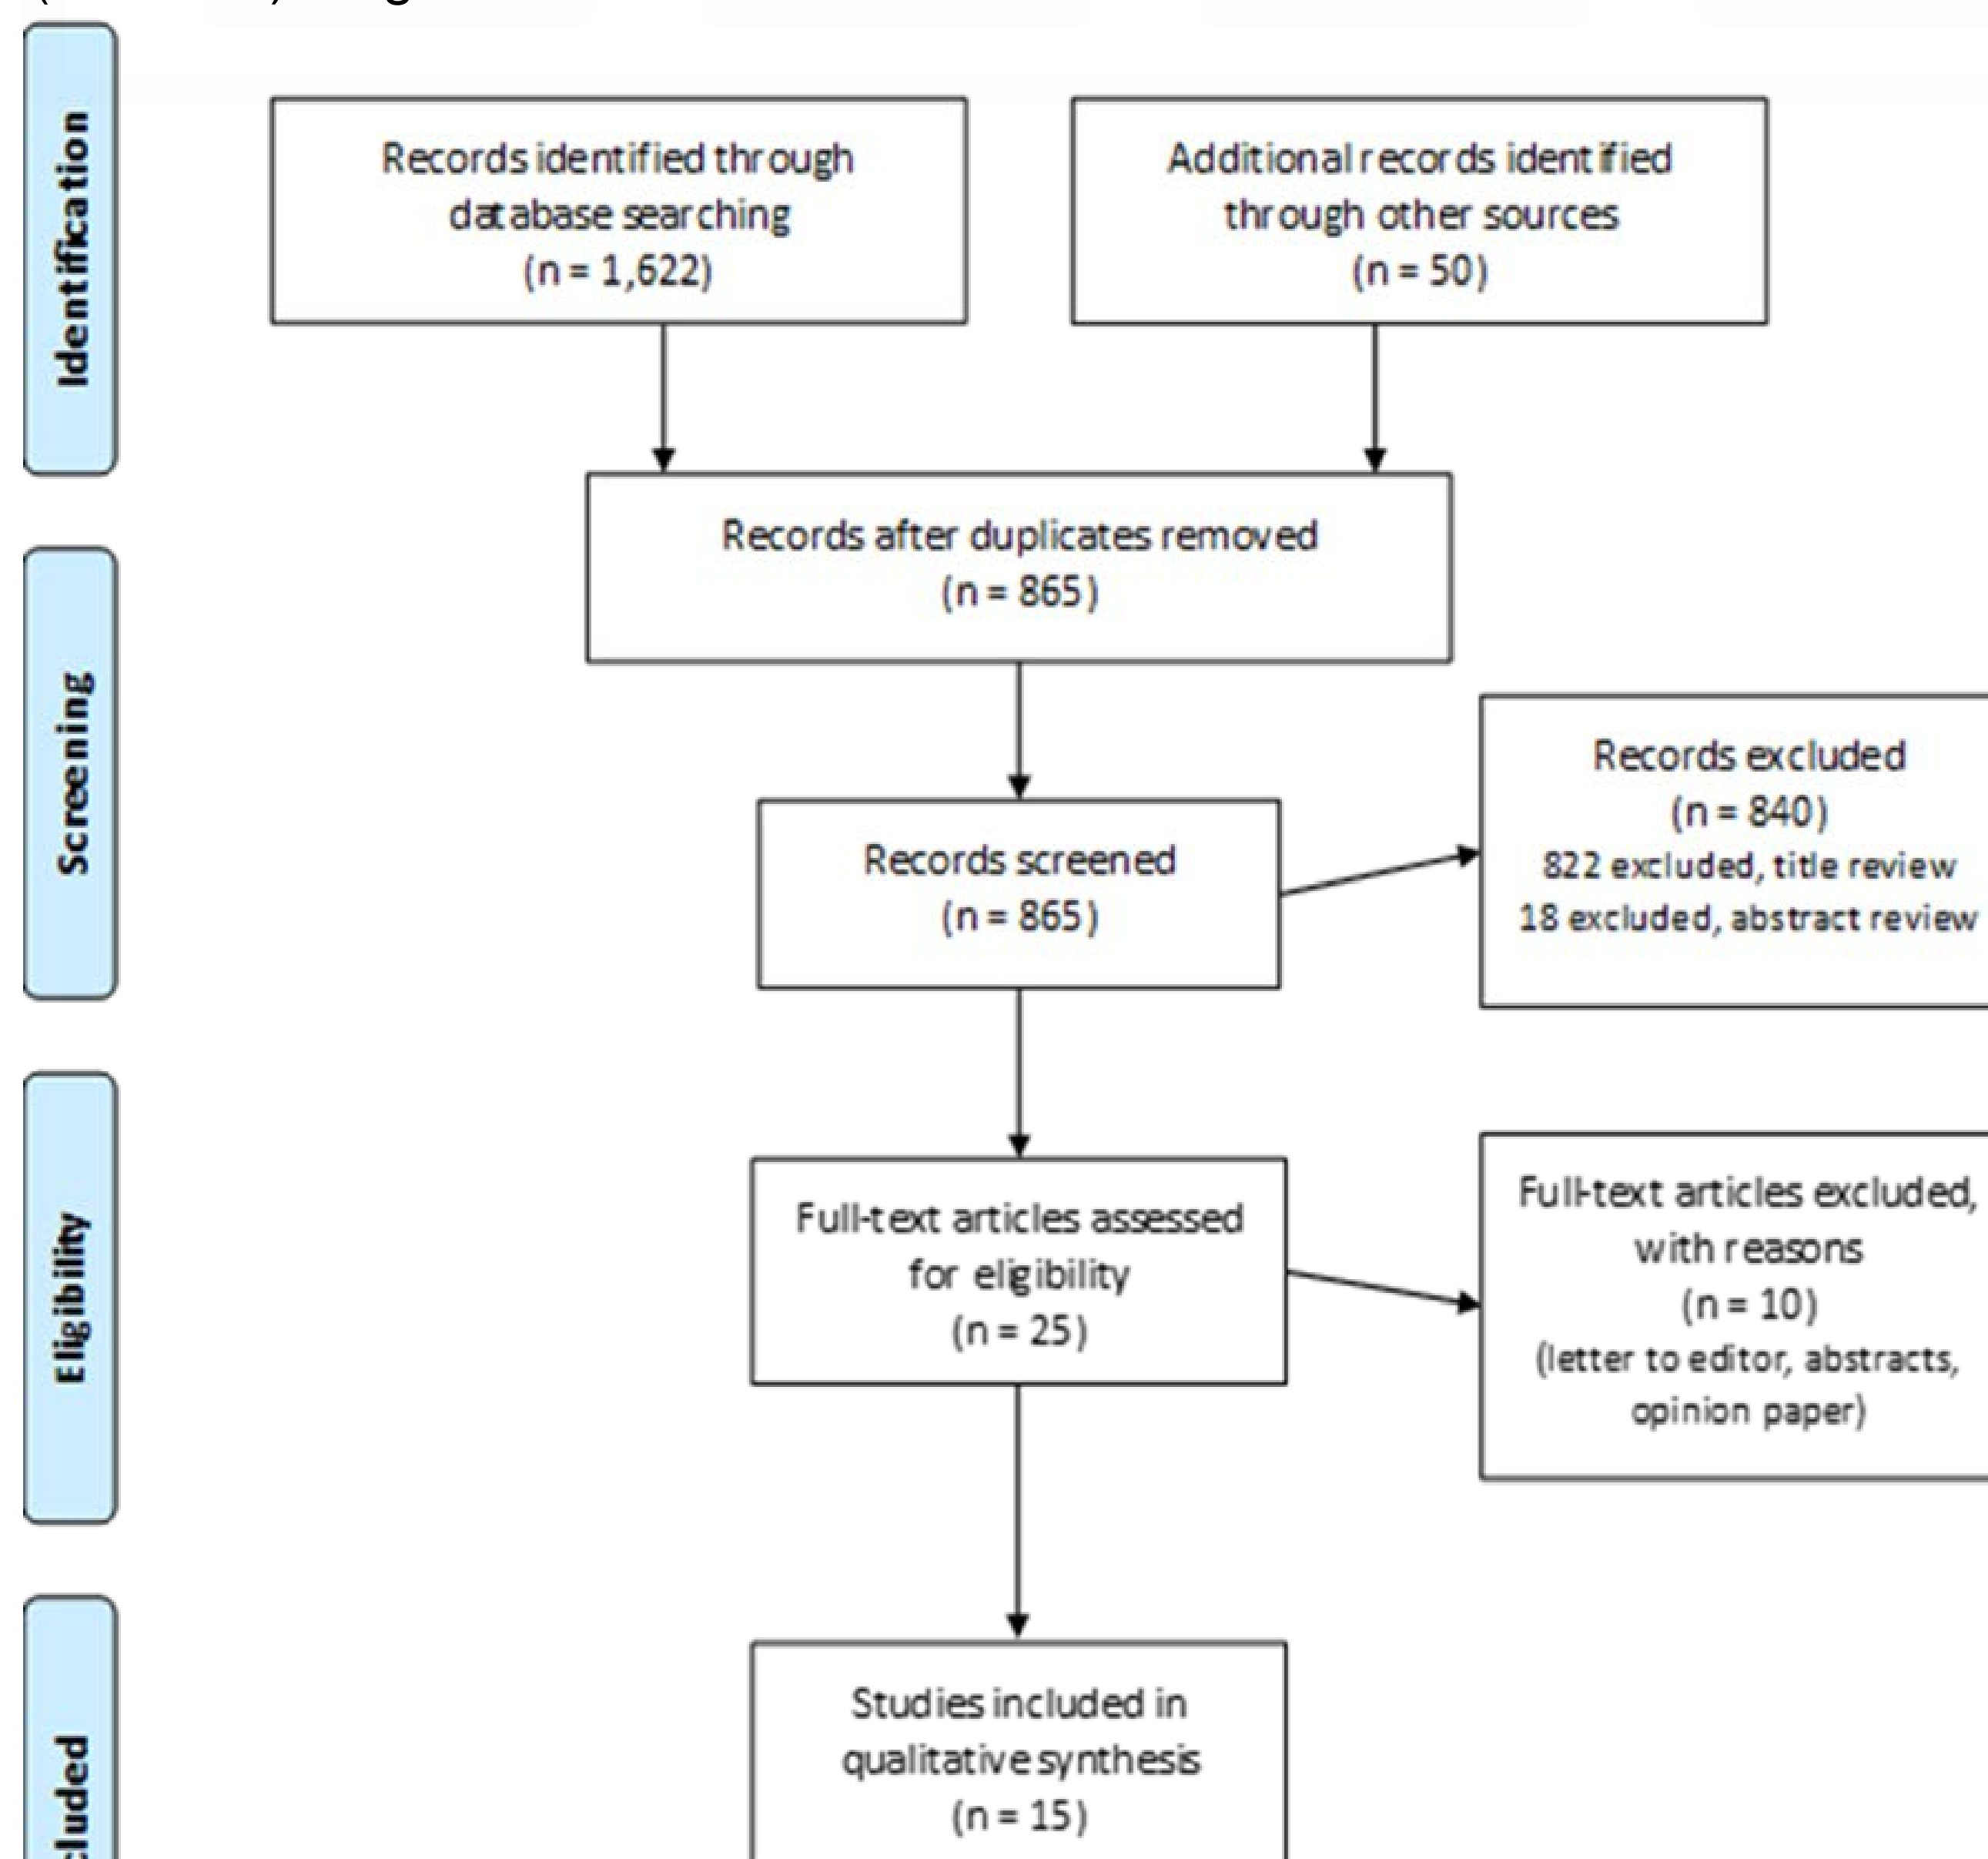 Identification
Records identified through
database searching
(n = 1,622)
Additional records identified
through other sources
(n = 50)
Records after duplicates removed
(n = 865)
Screening
Records screened
(n = 865)
Records excluded
(n = 840)
822 excluded, title review
18 excluded, abstract review
Eligibility
Full-text articles assessed
for eligibility
(n = 25)
Full-text articles excluded,
with reasons
(n = 10)
(letter to editor, abstracts,
opinion paper)
Studies included in
qualitative synthesis
(n = 15)